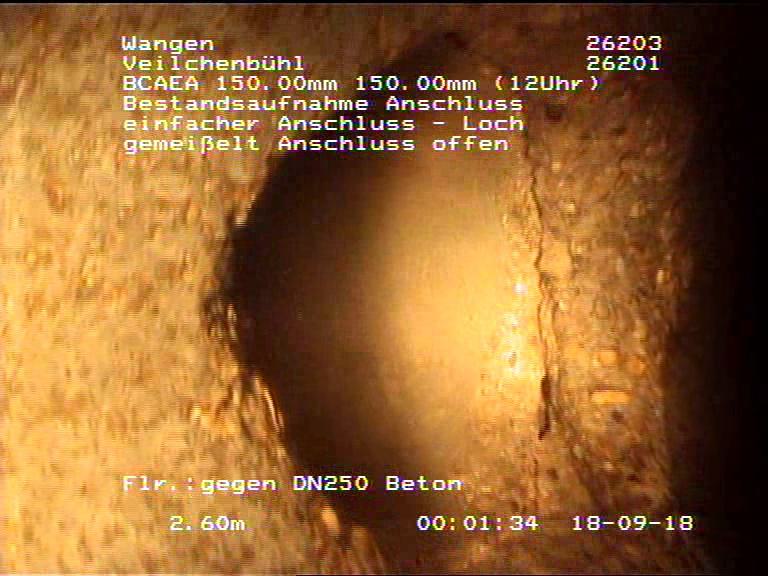 Wangen 26203
Veilchenbühl 26201
BCAEA 150.00mm 150.00mm (12Uhr)
Bestandsaufnahme Anschluss
einfacher Anschluss - Loch
gemeißelt Anschluss offen
Flr.:gegen DN250 Beton
2.60m 00:01:34 18-09-18